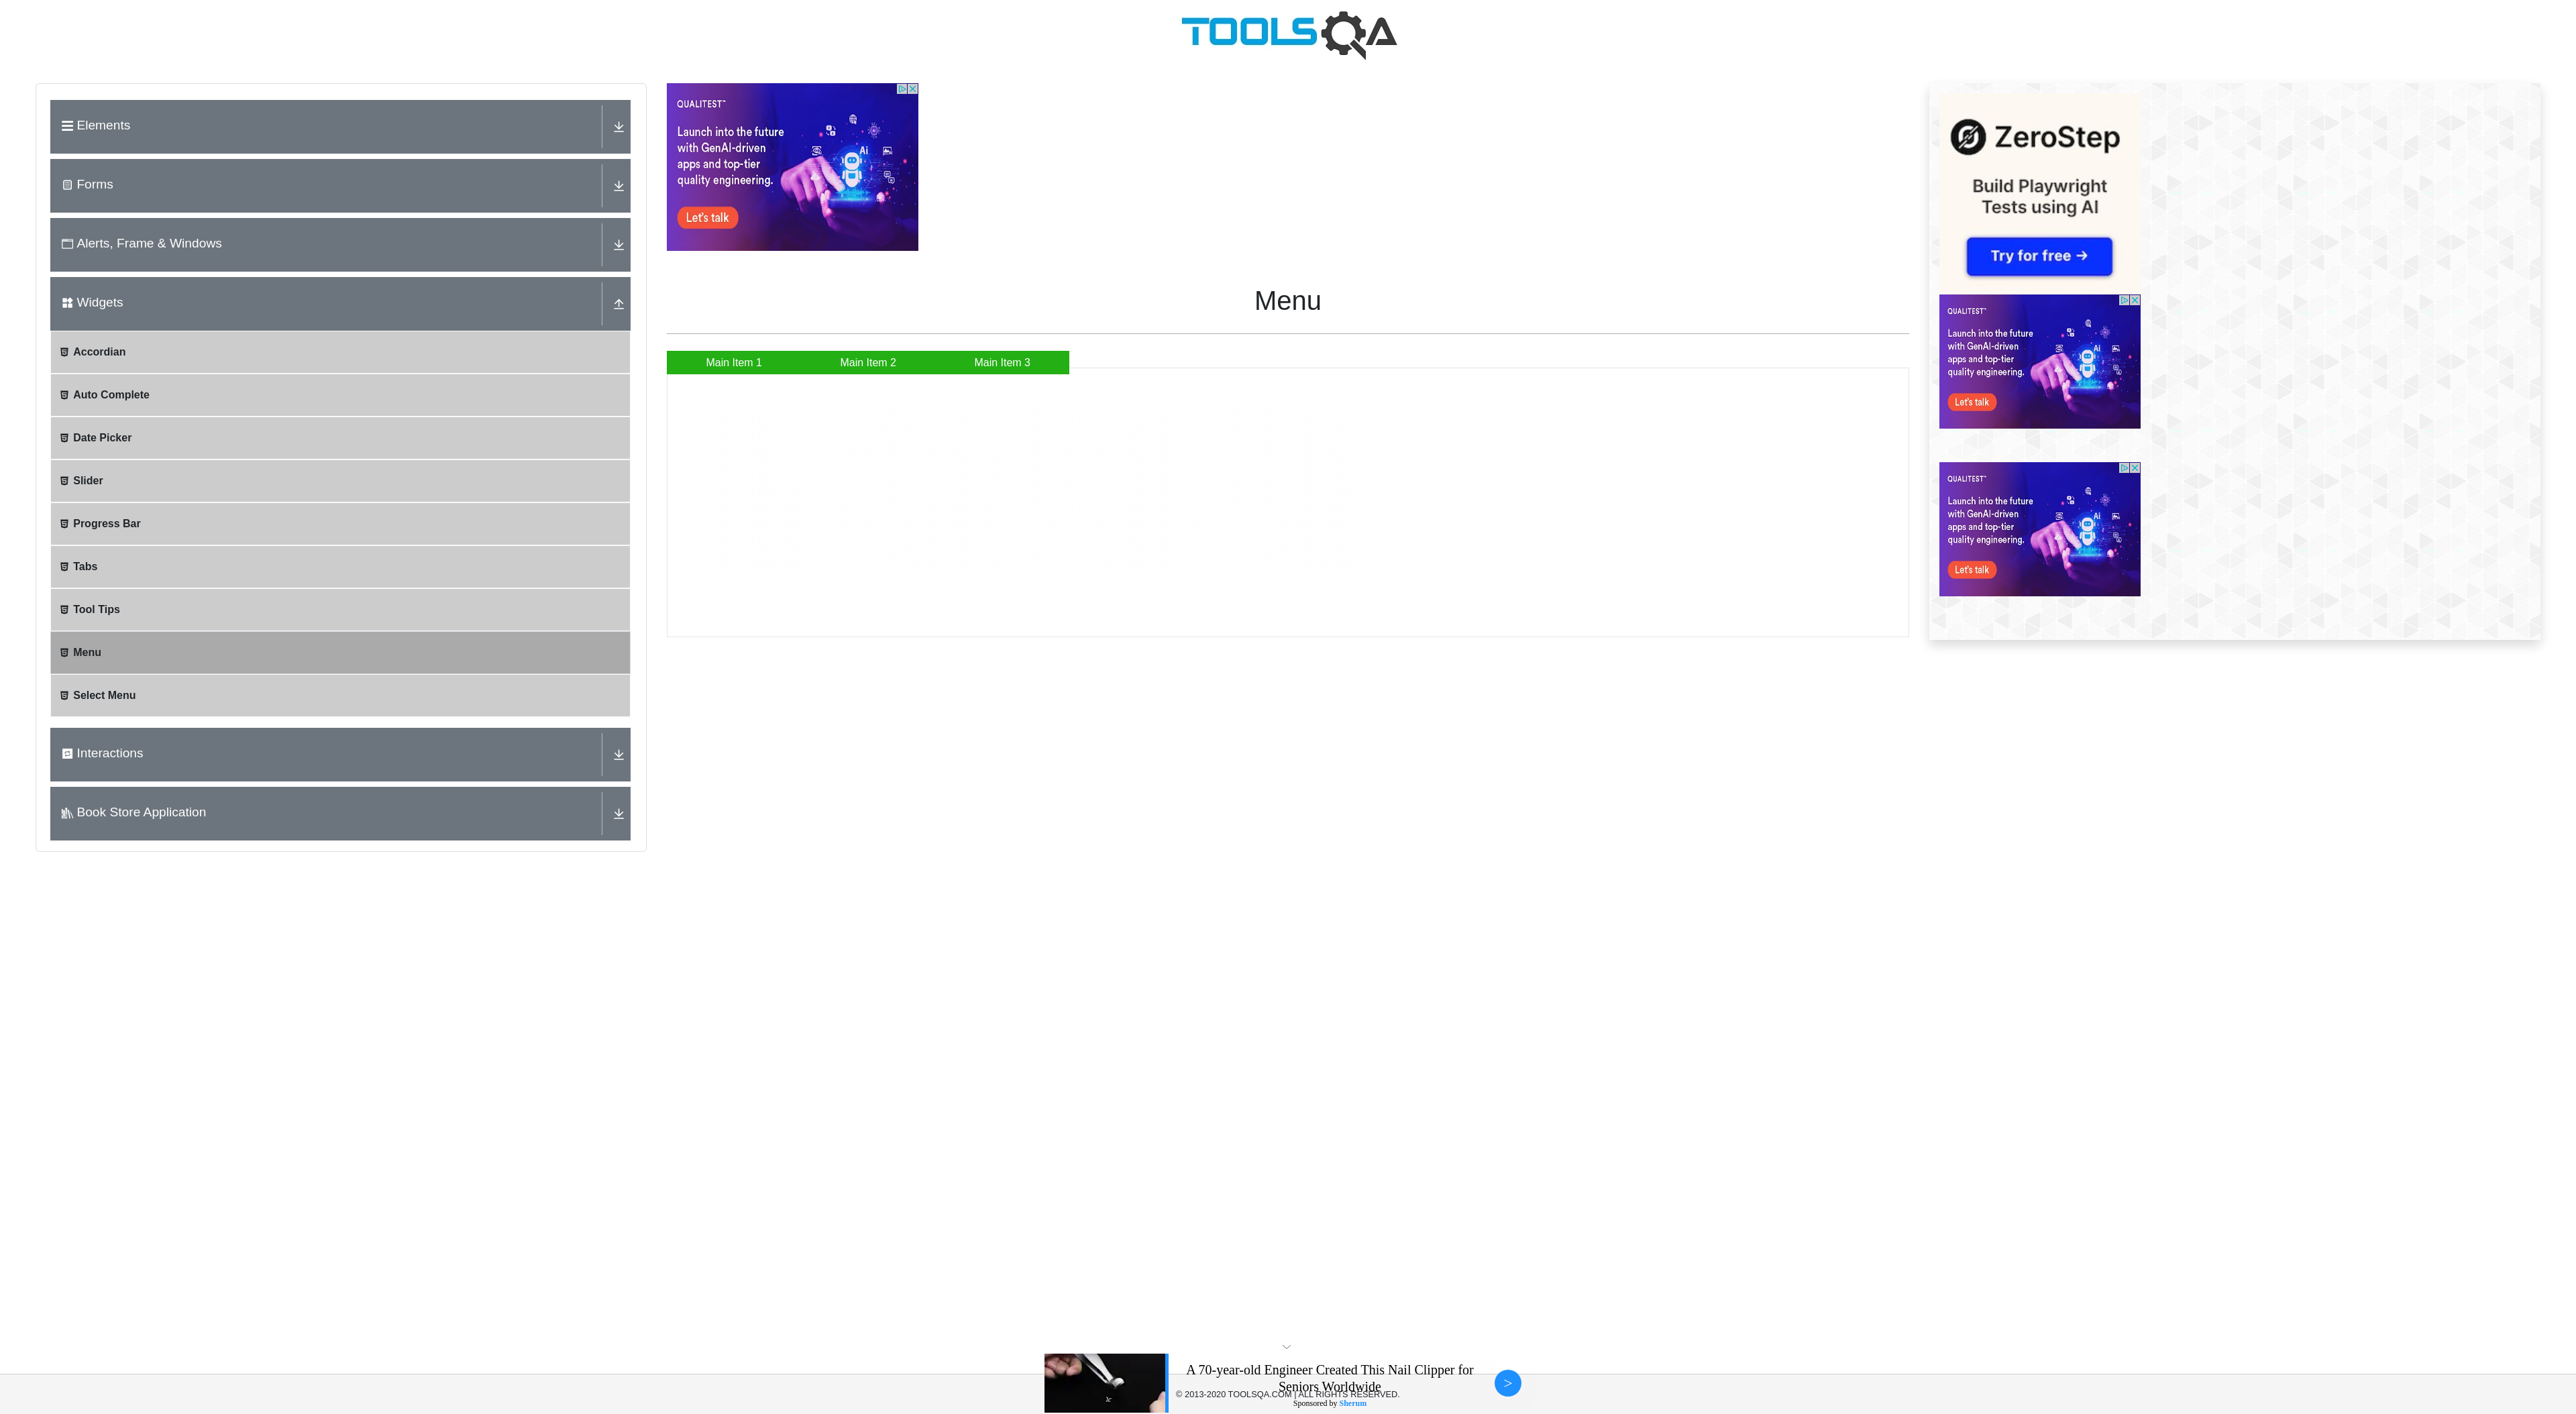 TOOLSQA
Elements
Forms
Alerts, Frame & Windows
Widgets
Accordian
Auto Complete
Date Picker
Slider
Progress Bar
Tabs
Tool Tips
Menu
Select Menu
Interactions
Book Store Application
QUALITEST
Launch into the future
with GenAI-driven
apps and top-tier
quality engineering.
Let's talk
Ai
Menu
Main Item 1
Main Item 2
Main Item 3
ZeroStep
Build Playwright
Tests using AI
Try for free →
QUALITEST
Launch into the future
with GenAI-driven
apps and top-tier
quality engineering.
Let's talk
Ai
QUALITEST
Launch into the future
with GenAI-driven
apps and top-tier
quality engineering.
Let's talk
Ai
A 70-year-old Engineer Created This Nail Clipper for
Seniors Worldwide
© 2013-2020 TOOLSQA.COM | ALL RIGHTS RESERVED.
Sponsored by Sherum
>